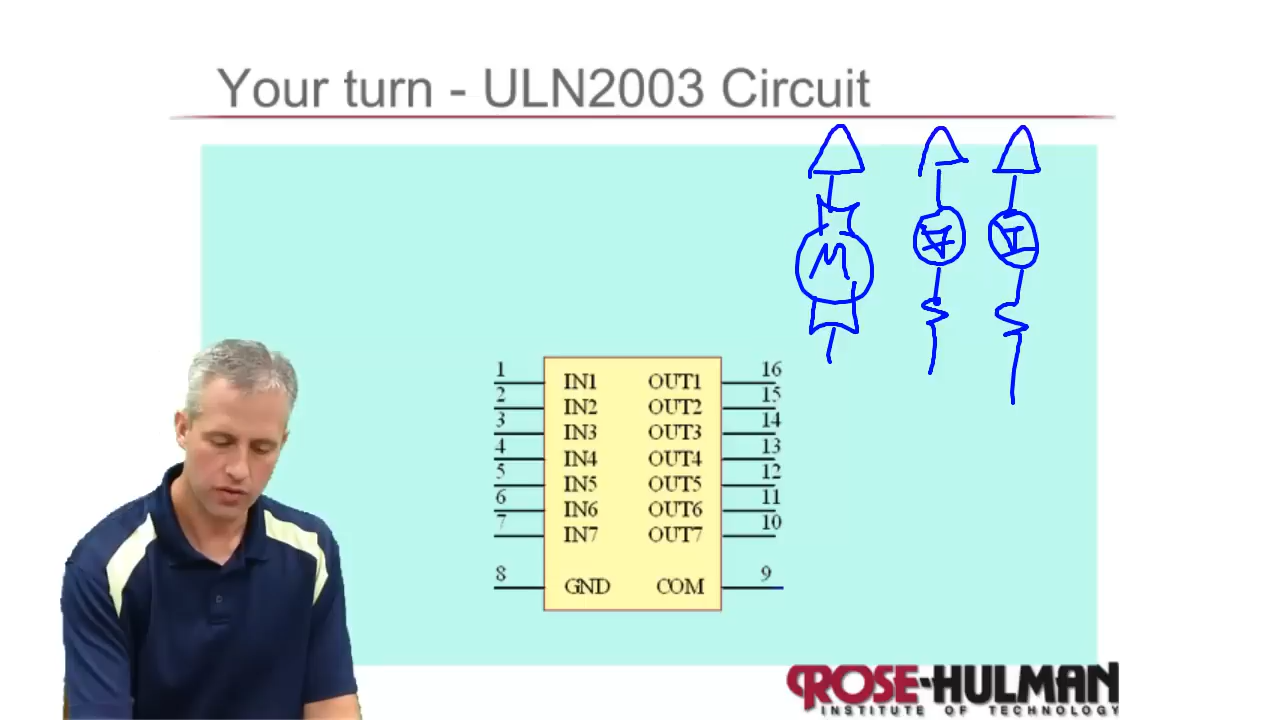 Your turn - ULN2003 Circuit
M
1 IN1 OUT1 16
2 IN2 OUT2 15
3 IN3 OUT3 14
4 IN4 OUT4 13
5 IN5 OUT5 12
6 IN6 OUT6 11
7 IN7 OUT7 10
8 GND COM 9
ROSE-HULMAN
INSTITUTE OF TECHNOLOGY